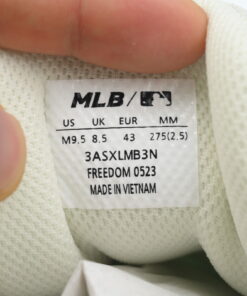 MLB/
US UK EUR MM
M9.5 8.5 43 275(2.5)
3ASXLMB3N
FREEDOM 0523
MADE IN VIETNAM